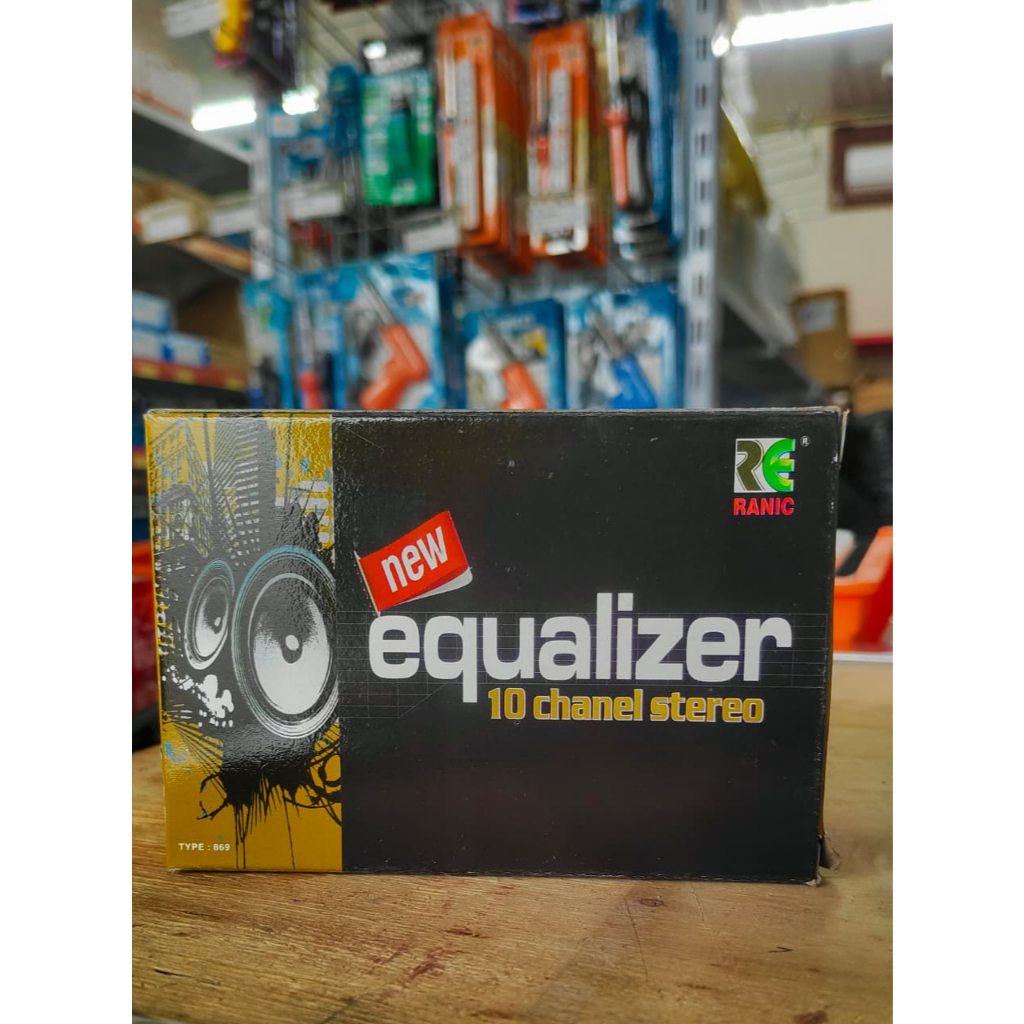 RE ®
RANIC
new
equalizer
10 chanel stereo
TYPE : 869